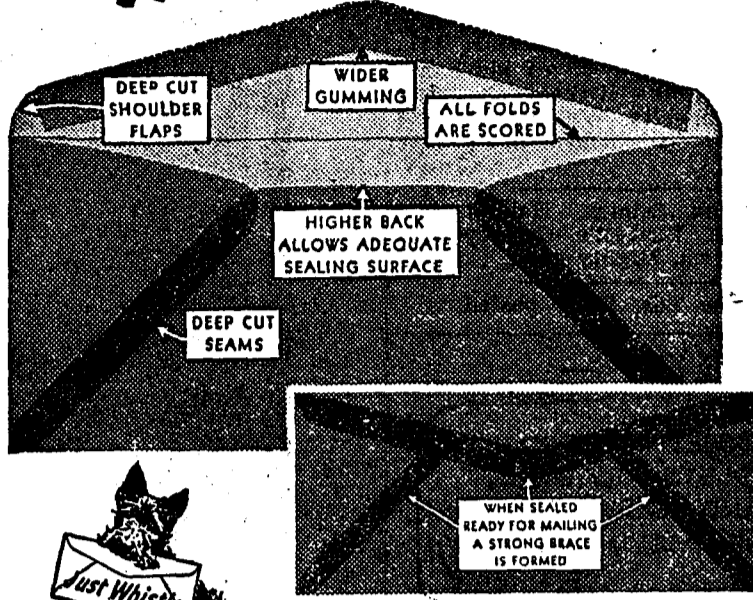 DEEP CUT
SHOULDER
FLAPS
WIDER
GUMMING
ALL FOLDS
ARE SCORED
HIGHER BACK
ALLOWS ADEQUATE
SEALING SURFACE
DEEP CUT
SEAMS
WHEN SEALED
READY FOR MAILING
A STRONG BRACE
IS FORMED
Just